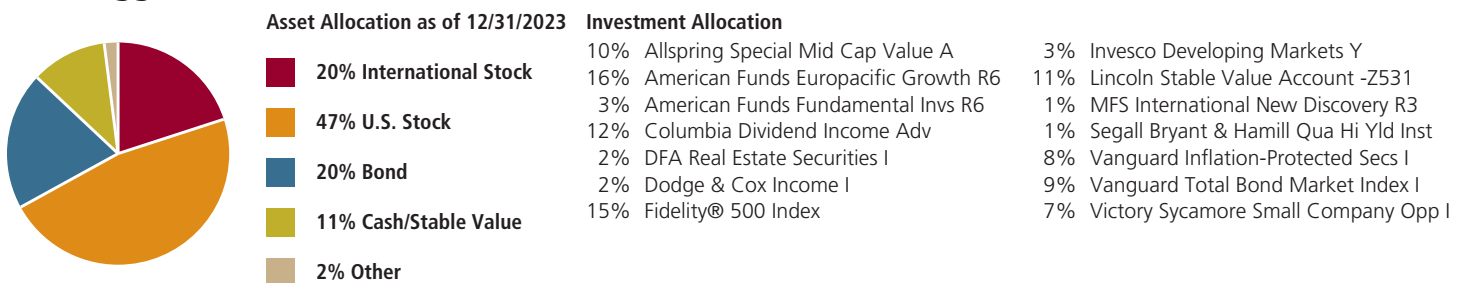 Asset Allocation as of 12/31/2023
20% International Stock
47% U.S. Stock
20% Bond
11% Cash/Stable Value
2% Other
Investment Allocation
10% Allspring Special Mid Cap Value A
16% American Funds Europacific Growth R6
3% American Funds Fundamental Invs R6
12% Columbia Dividend Income Adv
2% DFA Real Estate Securities I
2% Dodge & Cox Income I
15% Fidelity® 500 Index
3% Invesco Developing Markets Y
11% Lincoln Stable Value Account -Z531
1% MFS International New Discovery R3
1% Segall Bryant & Hamill Qua Hi Yld Inst
8% Vanguard Inflation-Protected Secs I
9% Vanguard Total Bond Market Index I
7% Victory Sycamore Small Company Opp I